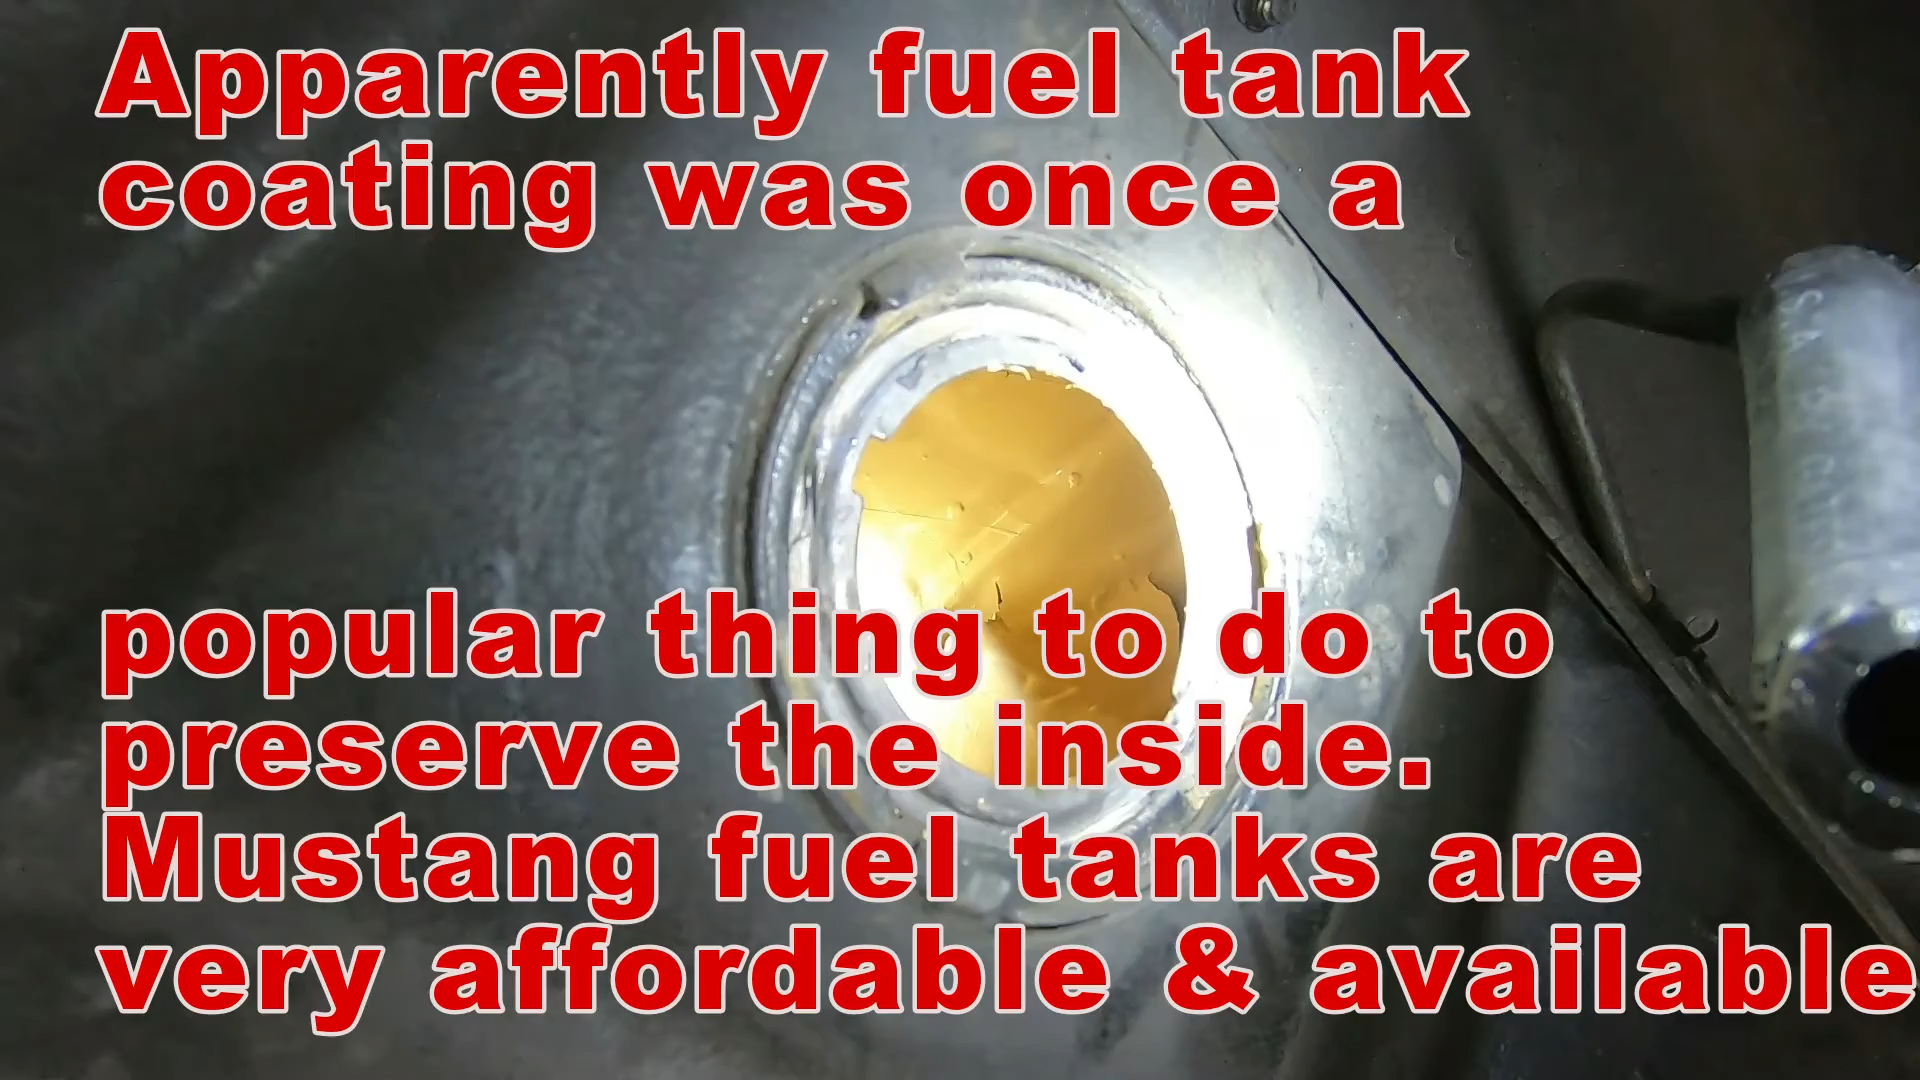 Apparently fuel tank
coating was once a
popular thing to do to
preserve the inside.
Mustang fuel tanks are
very affordable & available